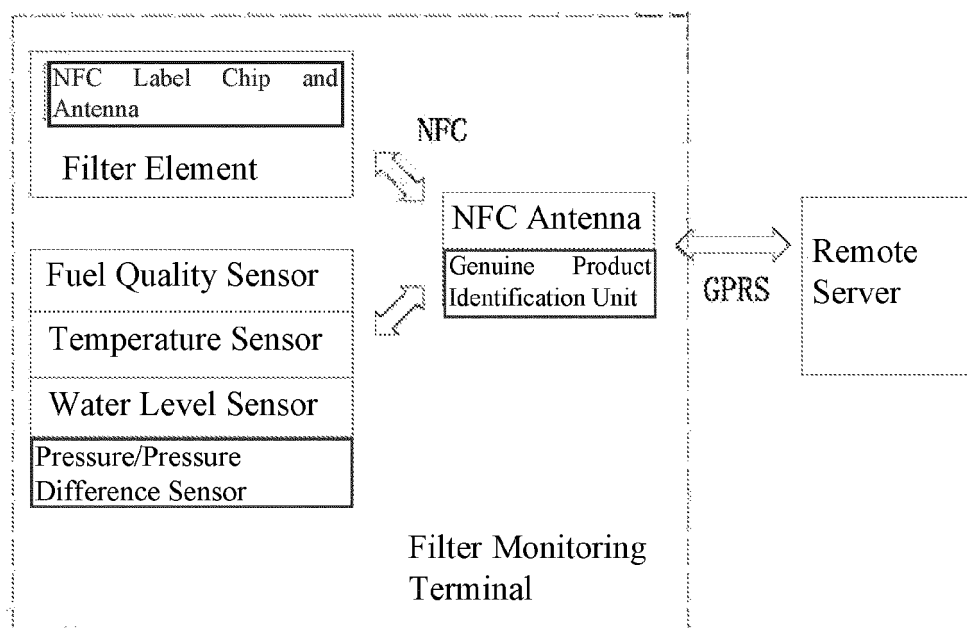 NFC Label Chip and
Antenna
Filter Element
NFC
NFC Antenna
Genuine Product
Identification Unit
GPRS
Remote
Server
Fuel Quality Sensor
Temperature Sensor
Water Level Sensor
Pressure/Pressure
Difference Sensor
Filter Monitoring
Terminal